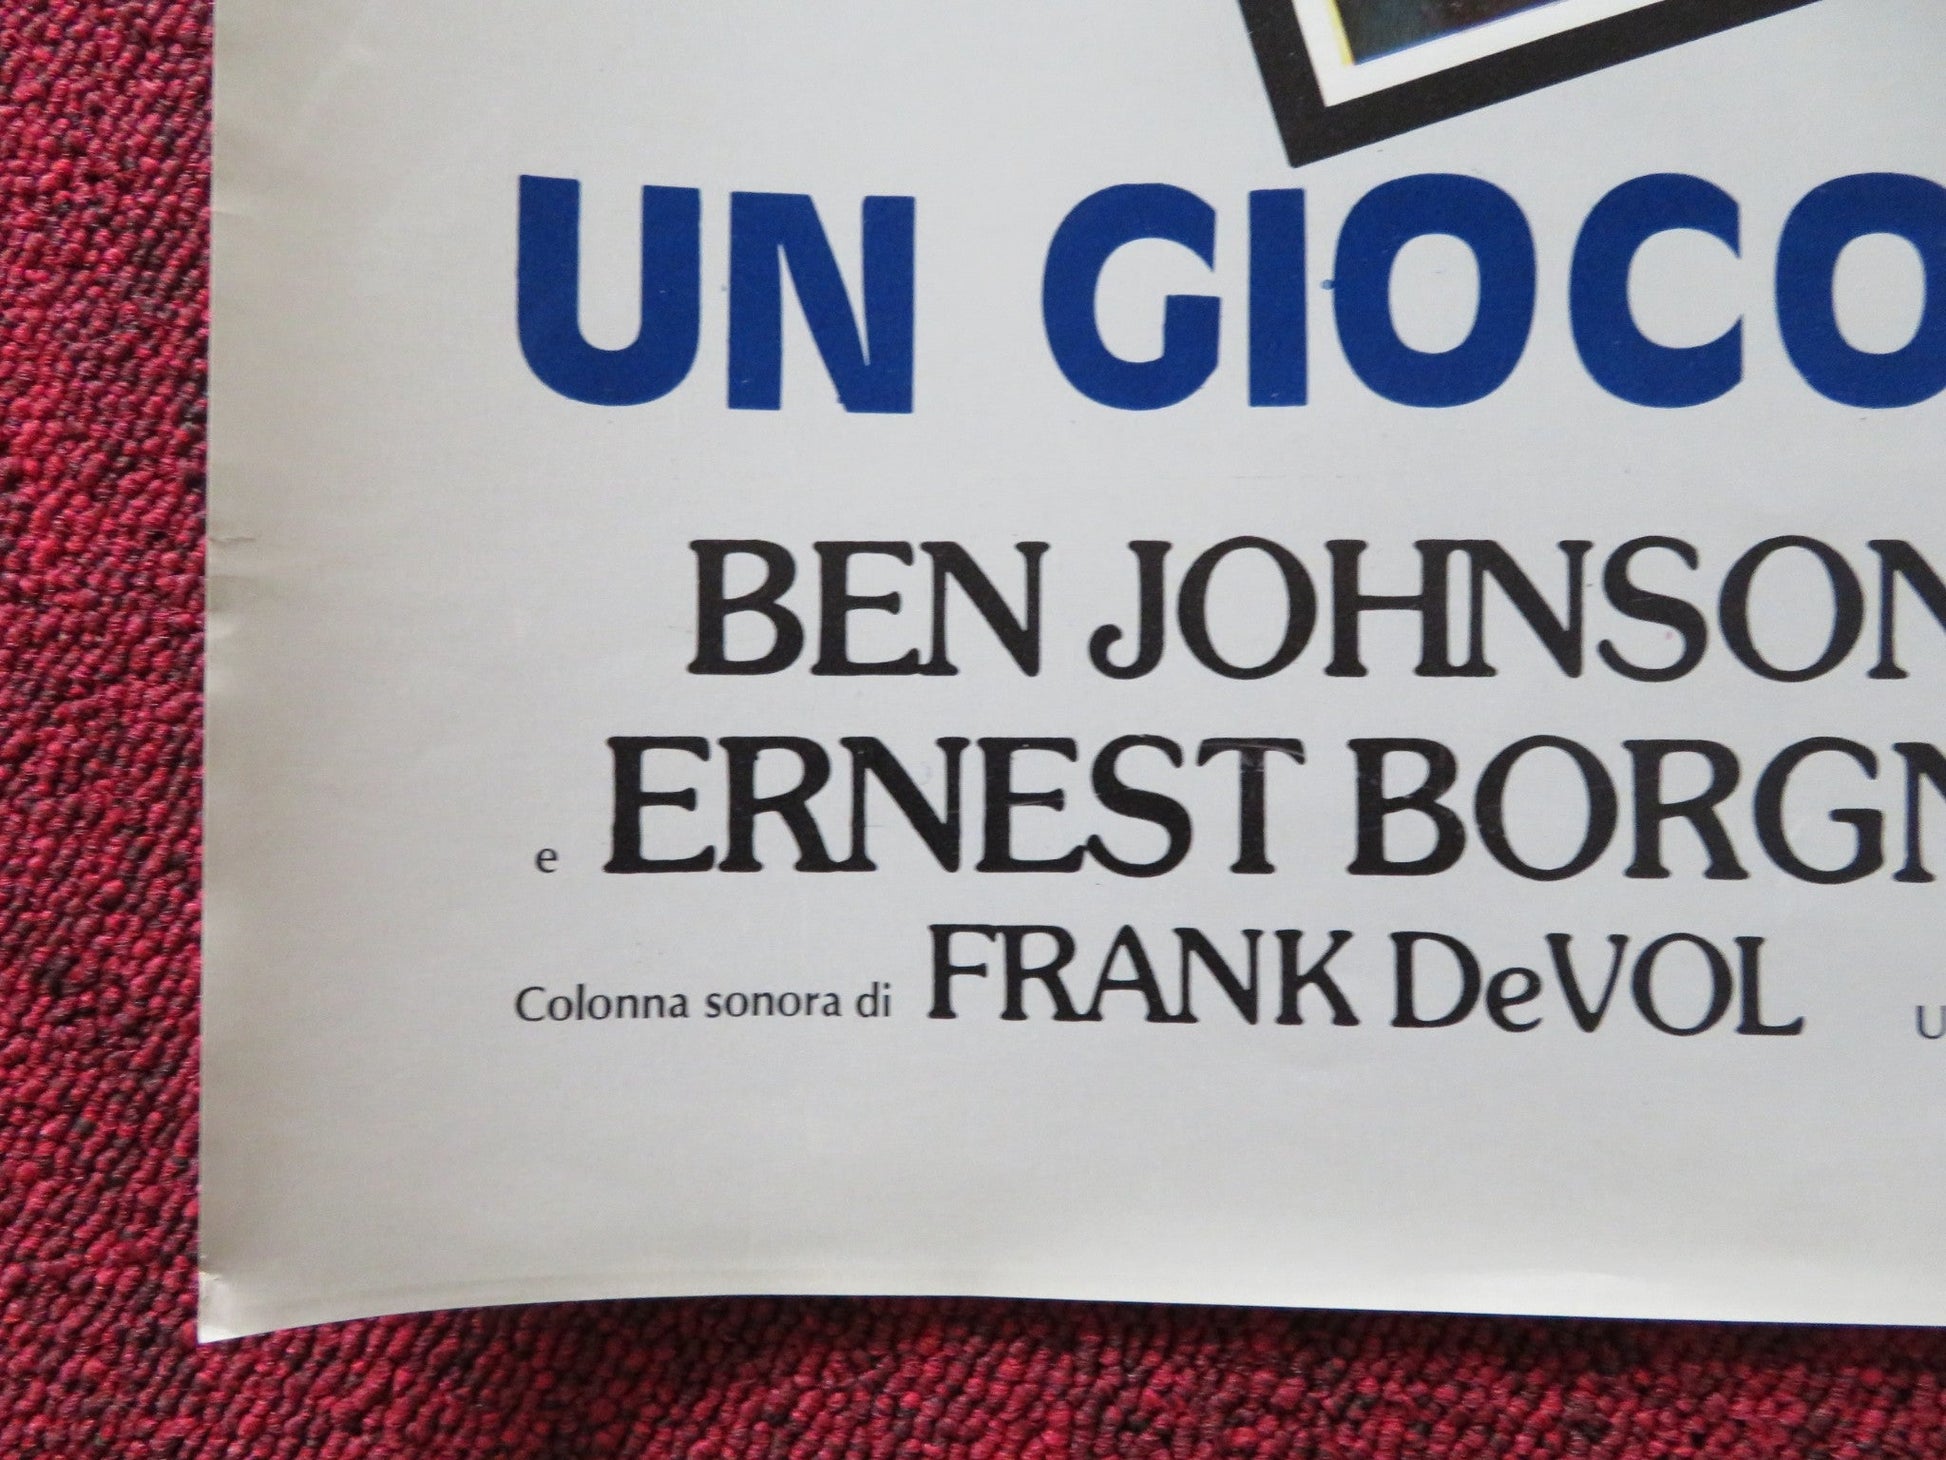 UN GIOCO
BEN JOHNSON
e ERNEST BORGN
Colonna sonora di FRANK DeVOL U